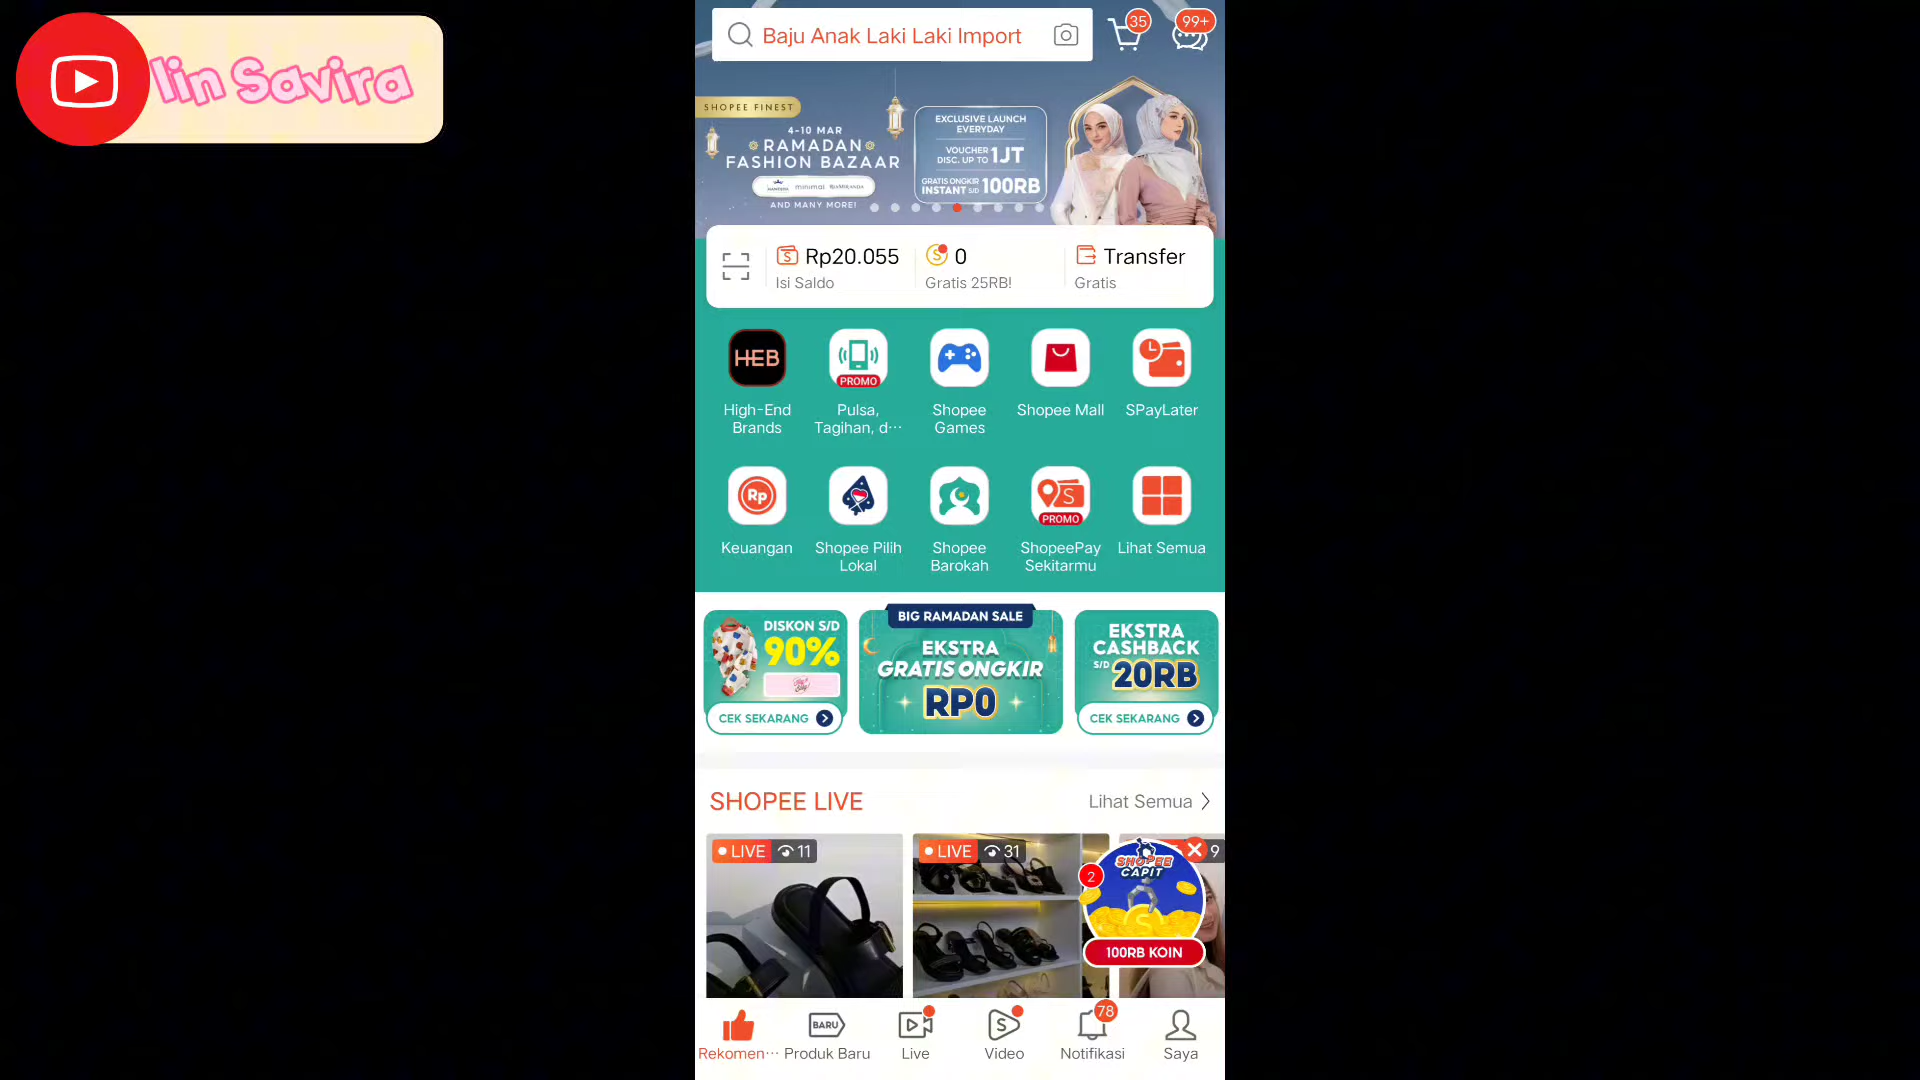 lin Savira
Baju Anak Laki Laki Import
35
99+
SHOPEE FINEST
4-10 MAR
RAMADAN
FASHION BAZAAR
minimal
AND MANY MORE!
EXCLUSIVE LAUNCH
EVERYDAY
VOUCHER
DISC. UP TO 1JT
GRATIS ONGKIR
INSTANT S/D 100RB
Rp20.055
Isi Saldo
0
Gratis 25RB!
Transfer
Gratis
HEB
High-End
Brands
PROMO
Pulsa,
Tagihan, d...
Shopee
Games
Shopee Mall
SPayLater
Rp
Keuangan
Shopee Pilih
Lokal
Shopee
Barokah
PROMO
ShopeePay
Sekitarmu
Lihat Semua
DISKON S/D
90%
CEK SEKARANG
BIG RAMADAN SALE
EKSTRA
GRATIS ONGKIR
RP0
EKSTRA
CASHBACK
S/D 20RB
CEK SEKARANG
SHOPEE LIVE
Lihat Semua
LIVE 11
LIVE 31
9
2
SHOPEE
CAPIT
100RB KOIN
Rekomen...
BARU
Produk Baru
Live
Video
78
Notifikasi
Saya